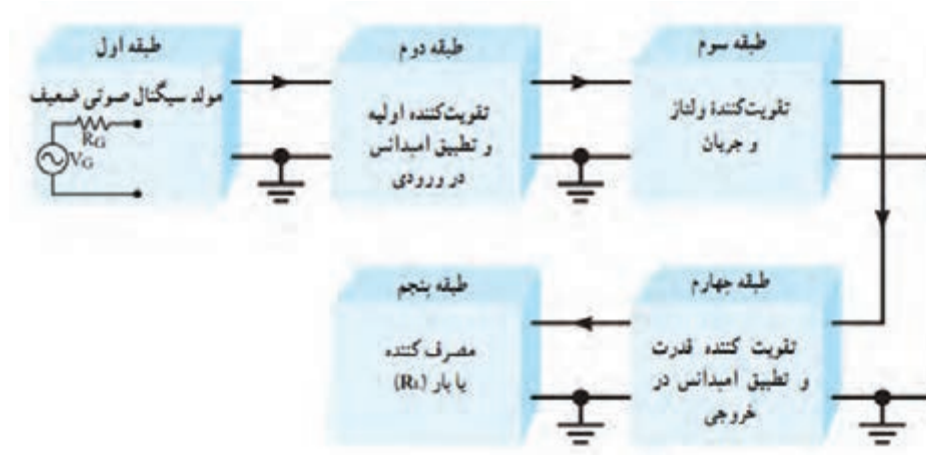 طبقه اول
مولد سیگنال صوتی ضعیف
RG
VG
طبقه دوم
تقویت‌کننده اولیه
و تطبیق امپدانس
در ورودی
طبقه سوم
تقویت‌کنندهٔ ولتاژ
و جریان
طبقه چهارم
تقویت کننده قدرت
و تطبیق امپدانس در
خروجی
طبقه پنجم
مصرف کننده
یا بار (RL)